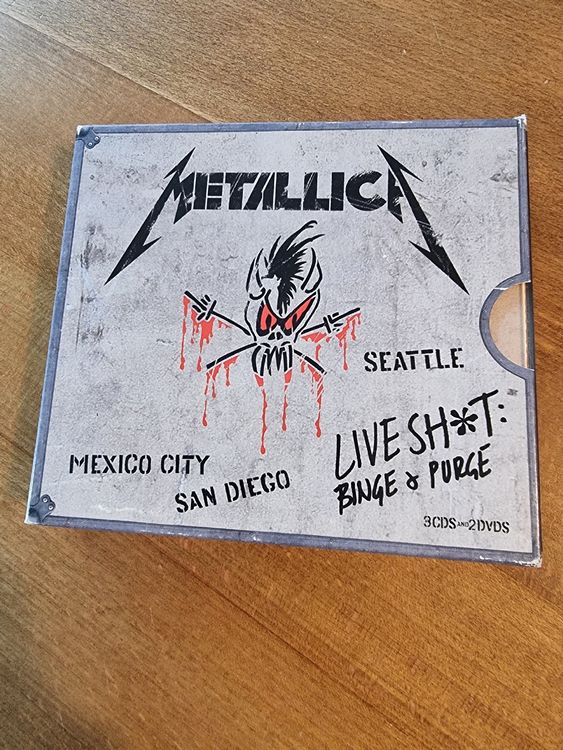 METALLICA
SEATTLE
MEXICO CITY
SAN DIEGO
LIVE SH*T:
BINGE & PURGE
3CDS AND 2DVDS